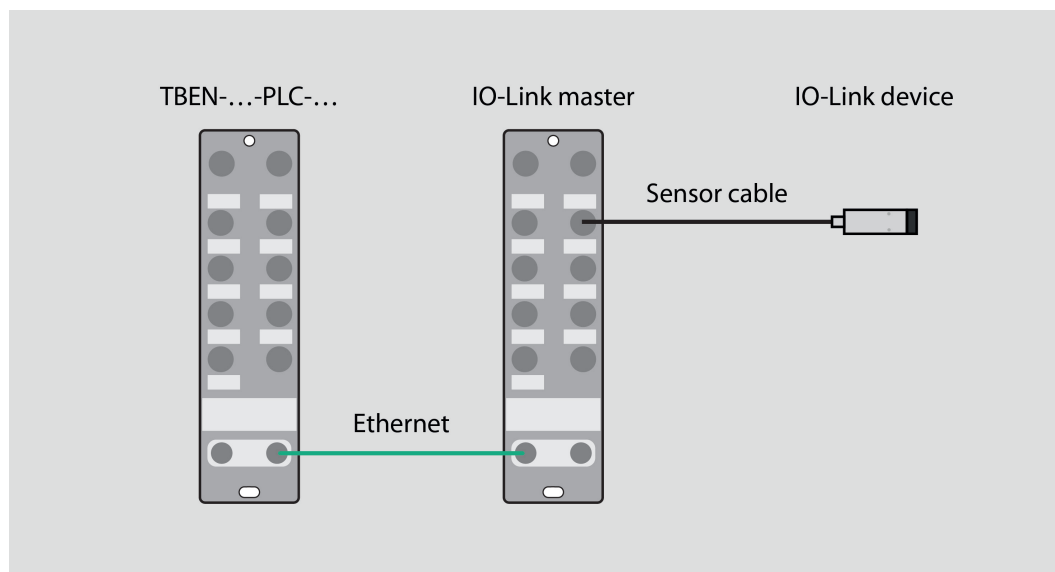 TBEN-…-PLC-…
IO-Link master
IO-Link device
Sensor cable
Ethernet